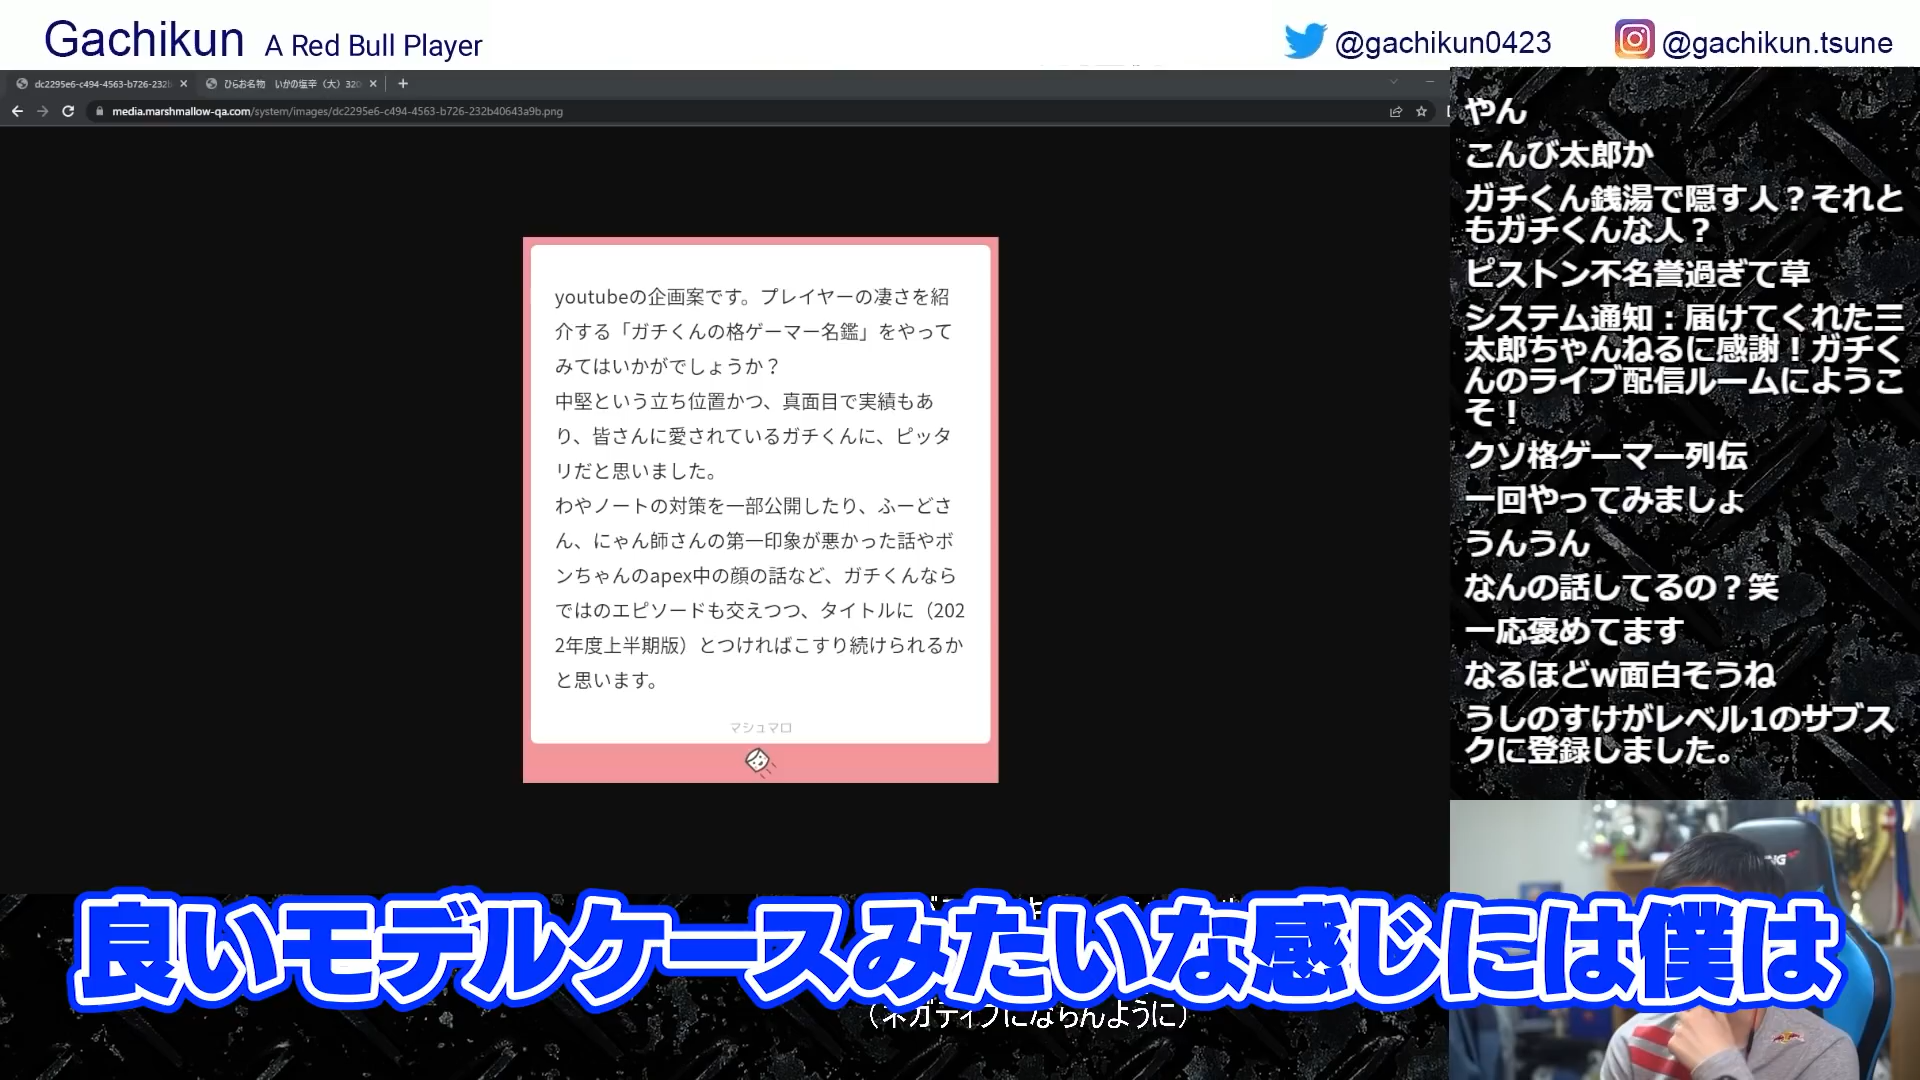 Gachikun A Red Bull Player
@gachikun0423
@gachikun.tsune
dc2295e6-c494-4563-b726-232b
ひらお名物 いかの塩辛（大）320
media.marshmallow-qa.com/system/images/dc2295e6-c494-4563-b726-232b40643a9b.png
youtubeの企画案です。プレイヤーの凄さを紹
介する「ガチくんの格ゲーマー名鑑」をやって
みてはいかがでしょうか？
中堅という立ち位置かつ、真面目で実績もあ
り、皆さんに愛されているガチくんに、ピッタ
リだと思いました。
わやノートの対策を一部公開したり、ふーどさ
ん、にゃん師さんの第一印象が悪かった話やボ
ンちゃんのapex中の顔の話など、ガチくんなら
ではのエピソードも交えつつ、タイトルに（202
2年度上半期版）とつければこすり続けられるか
と思います。
マシュマロ
やん
こんび太郎か
ガチくん銭湯で隠す人？それと
もガチくんな人？
ピストン不名誉過ぎて草
システム通知：届けてくれた三
太郎ちゃんねるに感謝！ガチく
んのライブ配信ルームにようこ
そ！
クソ格ゲーマー列伝
一回やってみましょ
うんうん
なんの話してるの？笑
一応褒めてます
なるほどw面白そうね
うしのすけがレベル1のサブス
クに登録しました。
良いモデルケースみたいな感じには僕は
（ネガティブにならんように）